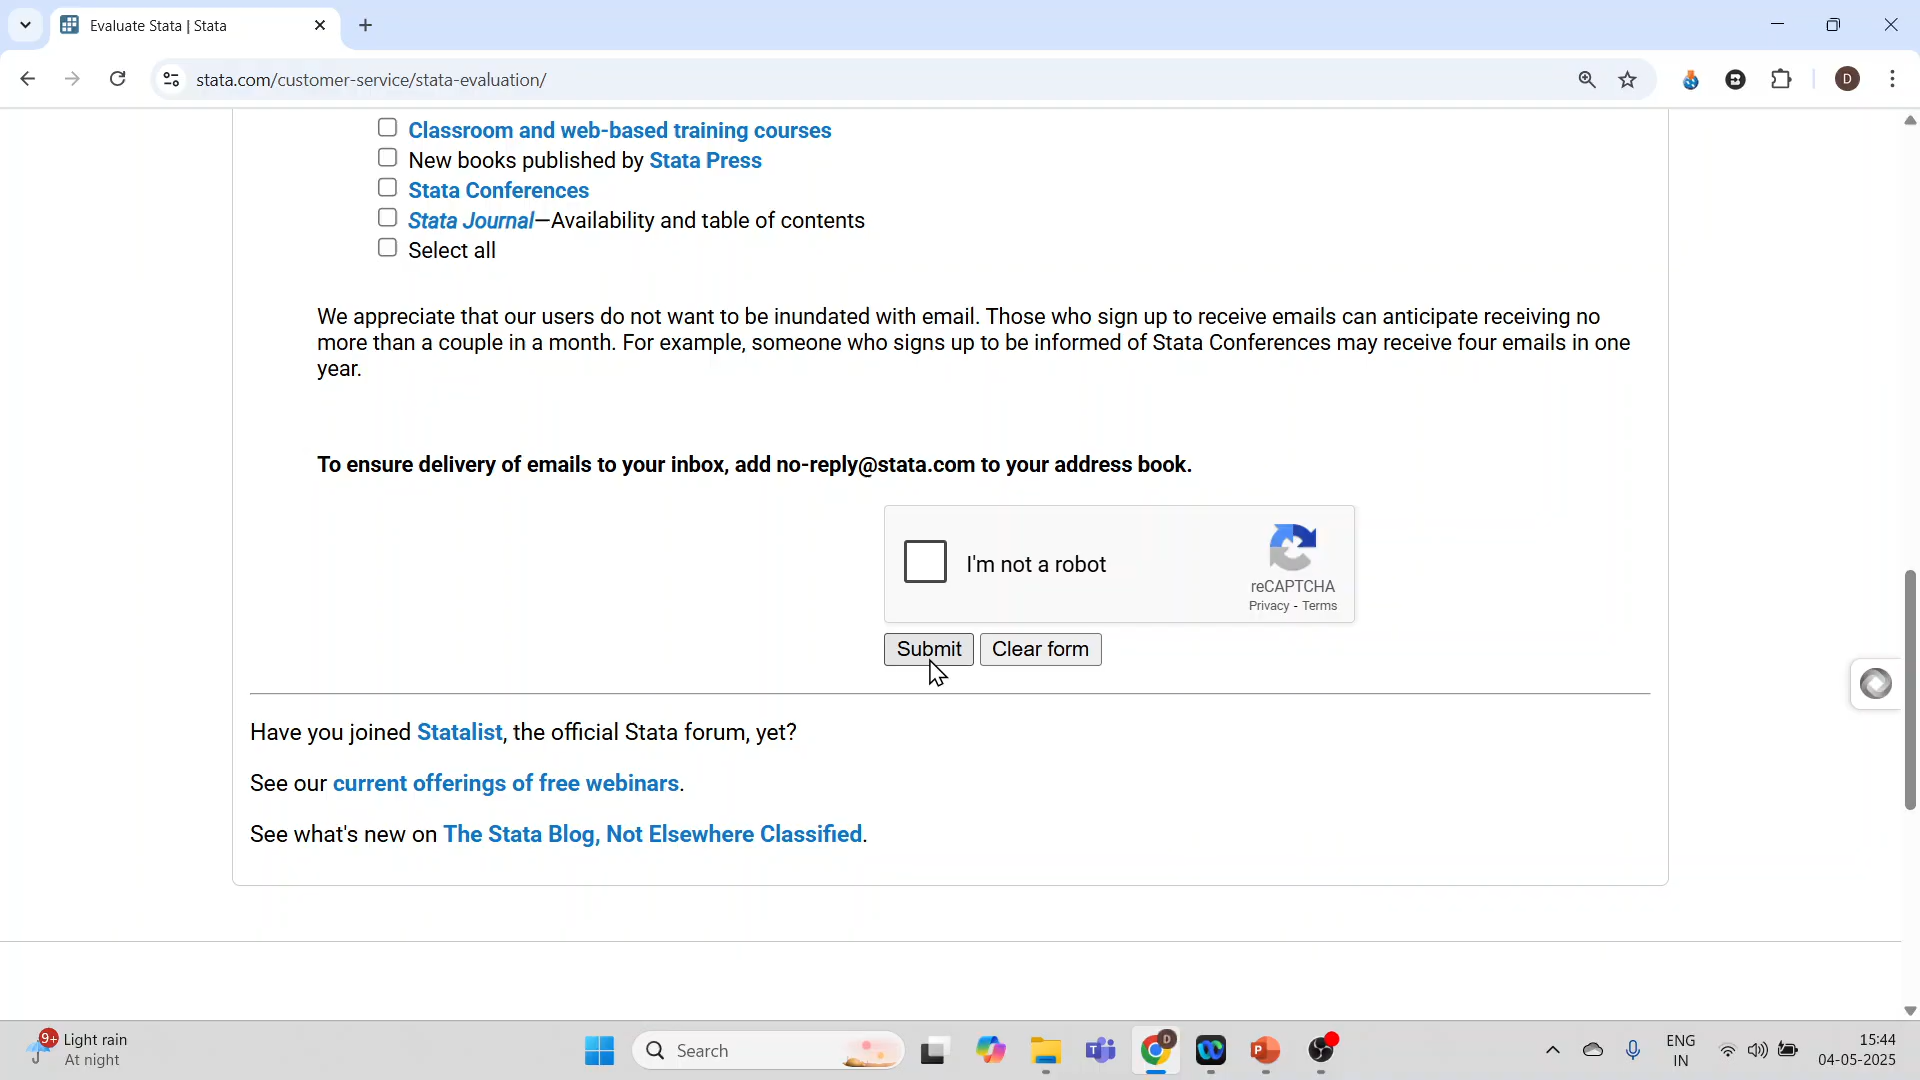 Evaluate Stata | Stata
stata.com/customer-service/stata-evaluation/
D
Classroom and web-based training courses
New books published by Stata Press
Stata Conferences
Stata Journal—Availability and table of contents
Select all
We appreciate that our users do not want to be inundated with email. Those who sign up to receive emails can anticipate receiving no
more than a couple in a month. For example, someone who signs up to be informed of Stata Conferences may receive four emails in one
year.
To ensure delivery of emails to your inbox, add no-reply@stata.com to your address book.
I'm not a robot
reCAPTCHA
Privacy - Terms
Submit
Clear form
Have you joined Statalist, the official Stata forum, yet?
See our current offerings of free webinars.
See what's new on The Stata Blog, Not Elsewhere Classified.
9+
Light rain
At night
Search
D
ENG
IN
15:44
04-05-2025